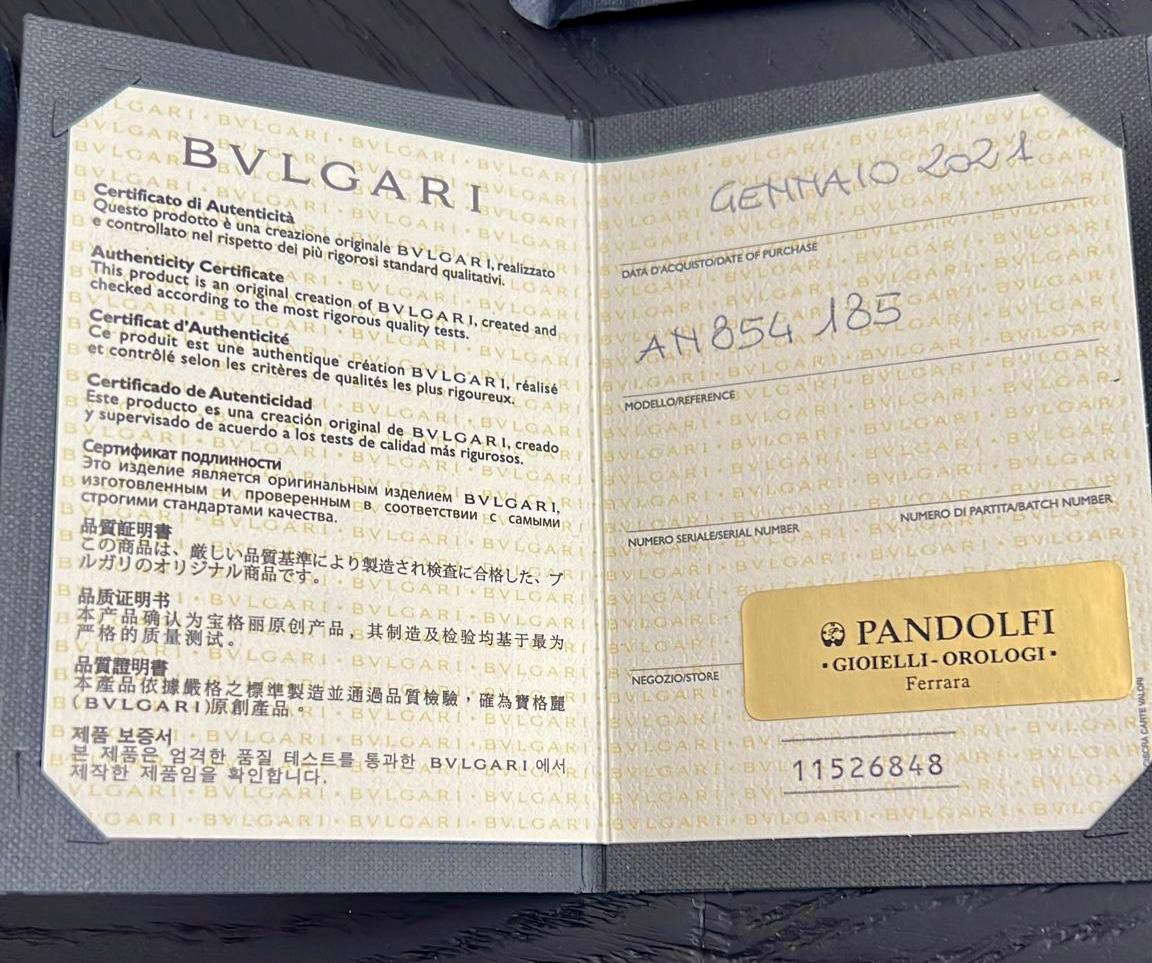 BVLGARI
Certificato di Autenticità
Questo prodotto è una creazione originale BVLGARI, realizzato
e controllato nel rispetto dei più rigorosi standard qualitativi.
Authenticity Certificate
This product is an original creation of BVLGARI, created and
checked according to the most rigorous quality tests.
Certificat d'Authenticité
Ce produit est une authentique création BVLGARI, réalisé
et contrôlé selon les critères de qualités les plus rigoureux.
Certificado de Autenticidad
Este producto es una creación original de BVLGARI, creado
y supervisado de acuerdo a los tests de calidad más rigurosos.
Сертификат подлинности
Это изделие является оригинальным изделием BVLGARI,
изготовленным и проверенным в соответствии с самыми
строгими стандартами качества.
品質証明書
この商品は、厳しい品質基準により製造され検査に合格した、ブ
ルガリのオリジナル商品です。
品质证明书
本产品确认为宝格丽原创产品，其制造及检验均基于最为
严格的质量测试。
品質證明書
本產品依據嚴格之標準製造並通過品質檢驗，確為寶格麗
(BVLGARI)原創產品。
제품 보증서
본 제품은 엄격한 품질 테스트를 통과한 BVLGARI에서
제작한 제품임을 확인합니다.
GENNAIO 2021
DATA D'ACQUISTO/DATE OF PURCHASE
AN854 185
MODELLO/REFERENCE
NUMERO SERIALE/SERIAL NUMBER
NUMERO DI PARTITA/BATCH NUMBER
PANDOLFI
•GIOIELLI-OROLOGI•
Ferrara
NEGOZIO/STORE
11526848